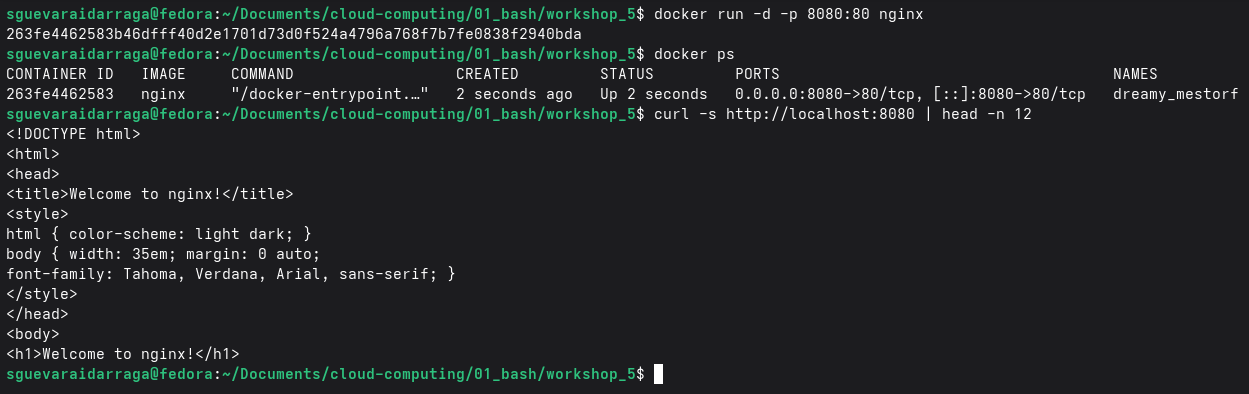 sguevaraidarraga@fedora:~/Documents/cloud-computing/01_bash/workshop_5$ docker run -d -p 8080:80 nginx
263fe4462583b46dfff40d2e1701d73d0f524a4796a768f7b7fe0838f2940bda
sguevaraidarraga@fedora:~/Documents/cloud-computing/01_bash/workshop_5$ docker ps
CONTAINER ID   IMAGE     COMMAND                  CREATED         STATUS         PORTS                                     NAMES
263fe4462583   nginx     "/docker-entrypoint.…"   2 seconds ago   Up 2 seconds   0.0.0.0:8080->80/tcp, [::]:8080->80/tcp   dreamy_mestorf
sguevaraidarraga@fedora:~/Documents/cloud-computing/01_bash/workshop_5$ curl -s http://localhost:8080 | head -n 12
<!DOCTYPE html>
<html>
<head>
<title>Welcome to nginx!</title>
<style>
html { color-scheme: light dark; }
body { width: 35em; margin: 0 auto;
font-family: Tahoma, Verdana, Arial, sans-serif; }
</style>
</head>
<body>
<h1>Welcome to nginx!</h1>
sguevaraidarraga@fedora:~/Documents/cloud-computing/01_bash/workshop_5$